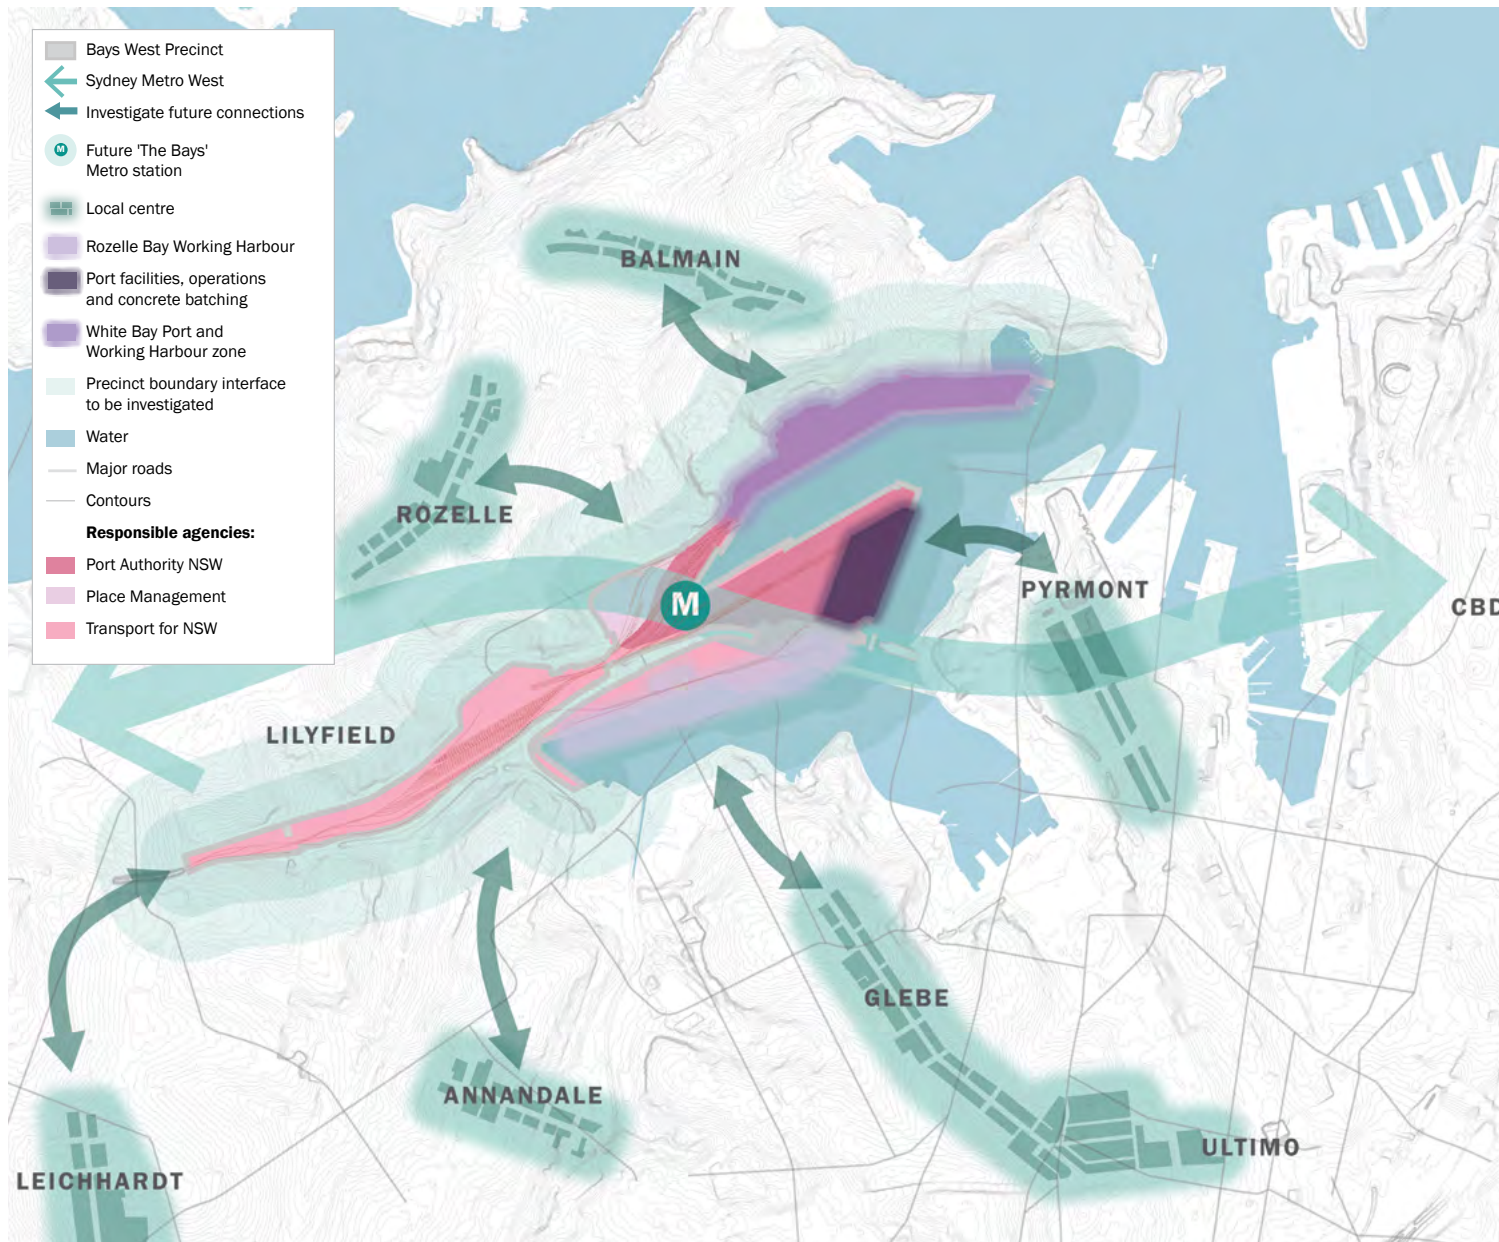 Bays West Precinct
Sydney Metro West
Investigate future connections
M
Future 'The Bays'
Metro station
Local centre
Rozelle Bay Working Harbour
Port facilities, operations
and concrete batching
White Bay Port and
Working Harbour zone
Precinct boundary interface
to be investigated
Water
Major roads
Contours
Responsible agencies:
Port Authority NSW
Place Management
Transport for NSW
BALMAIN
ROZELLE
PYRMONT
M
CBD
LILYFIELD
GLEBE
ANNANDALE
ULTIMO
LEICHHARDT